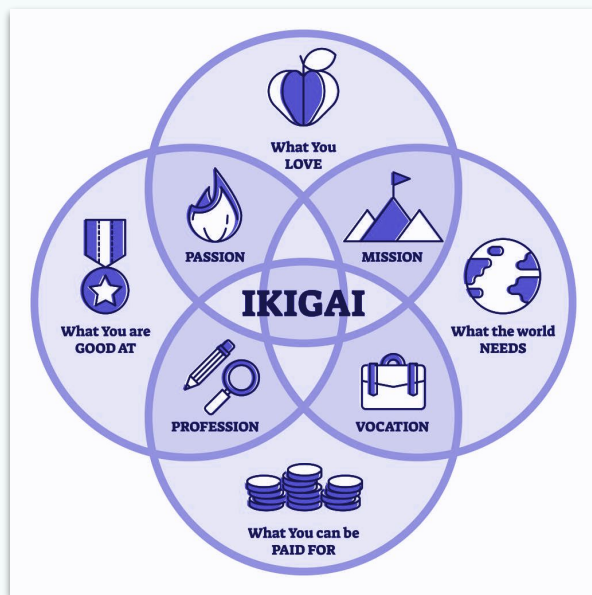 What You
LOVE
PASSION
MISSION
IKIGAI
What You are
GOOD AT
What the world
NEEDS
PROFESSION
VOCATION
What You can be
PAID FOR